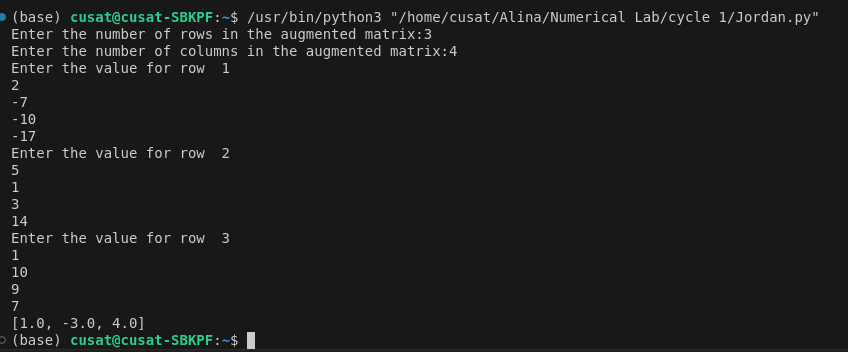 (base) cusat@cusat-SBKPF:~$ /usr/bin/python3 "/home/cusat/Alina/Numerical Lab/cycle 1/Jordan.py"
Enter the number of rows in the augmented matrix:3
Enter the number of columns in the augmented matrix:4
Enter the value for row  1
2
-7
-10
-17
Enter the value for row  2
5
1
3
14
Enter the value for row  3
1
10
9
7
[1.0, -3.0, 4.0]
(base) cusat@cusat-SBKPF:~$